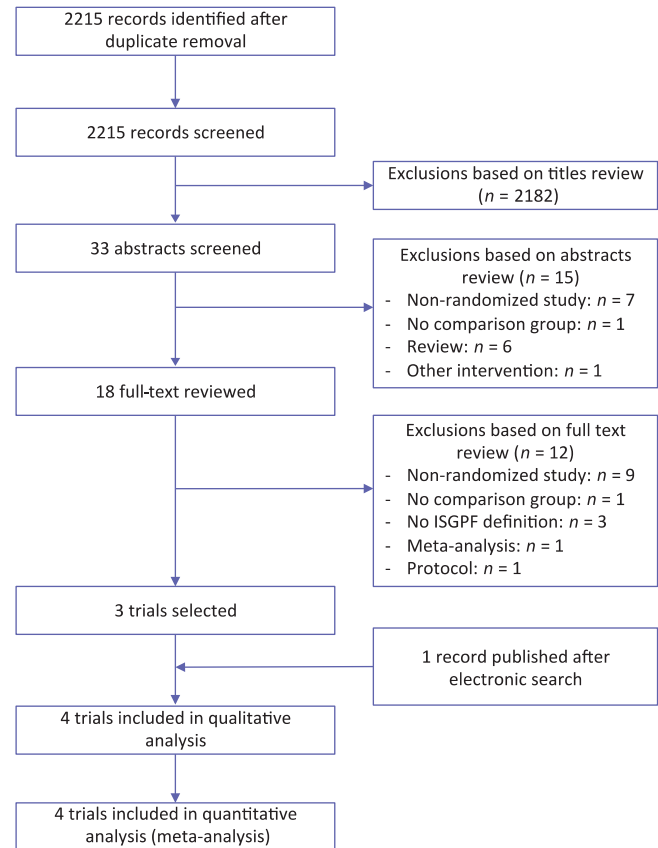 2215 records identified after
duplicate removal
2215 records screened
Exclusions based on titles review
(n = 2182)
33 abstracts screened
Exclusions based on abstracts
review (n = 15)
- Non-randomized study: n = 7
- No comparison group: n = 1
- Review: n = 6
- Other intervention: n = 1
18 full-text reviewed
Exclusions based on full text
review (n = 12)
- Non-randomized study: n = 9
- No comparison group: n = 1
- No ISGPF definition: n = 3
- Meta-analysis: n = 1
- Protocol: n = 1
3 trials selected
1 record published after
electronic search
4 trials included in qualitative
analysis
4 trials included in quantitative
analysis (meta-analysis)